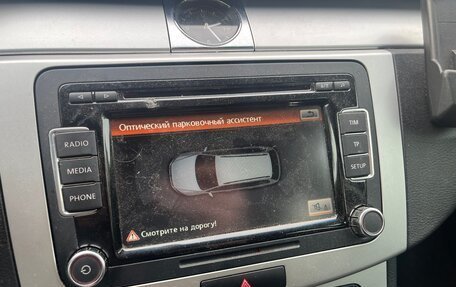 Оптический парковочный ассистент
RADIO
TIM
MEDIA
TP
PHONE
SETUP
Смотрите на дорогу!